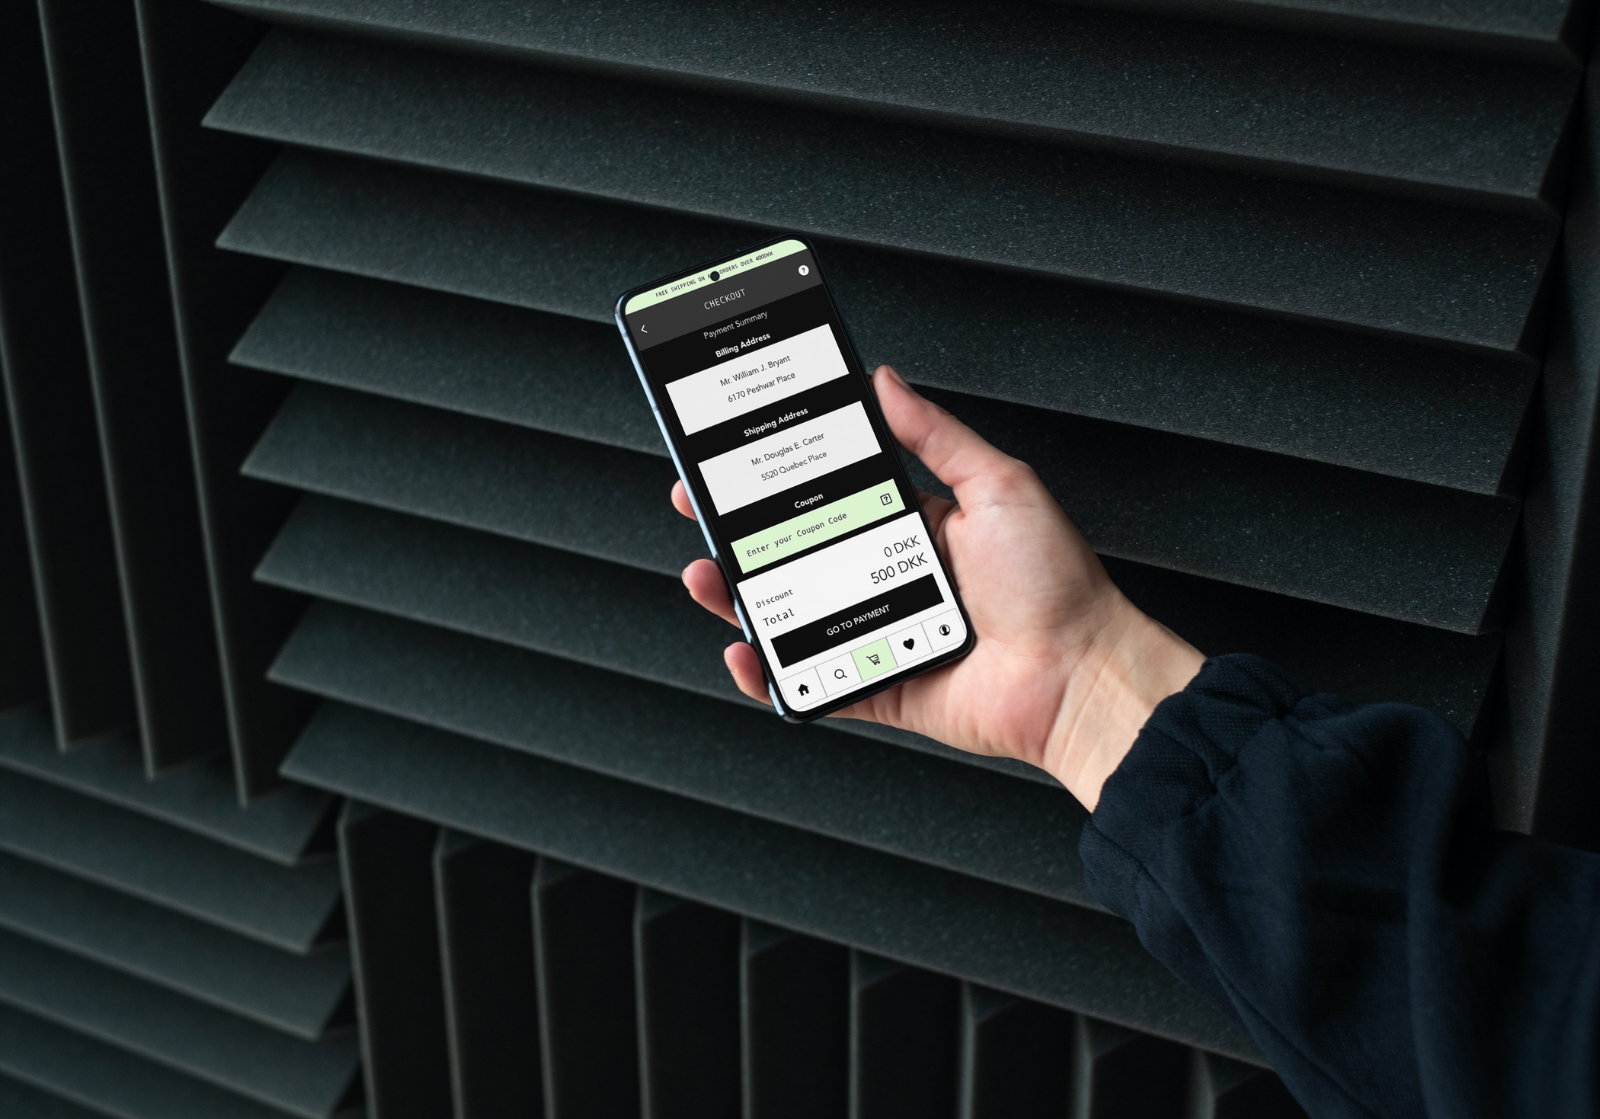 FREE SHIPPING ON ORDERS OVER 400DKK
CHECKOUT
Payment Summary
Billing Address
Mr. William J. Bryant
6170 Peshwar Place
Shipping Address
Mr. Douglas E. Carter
5520 Quebec Place
Coupon
Enter your Coupon Code
Discount 0 DKK
Total 500 DKK
GO TO PAYMENT